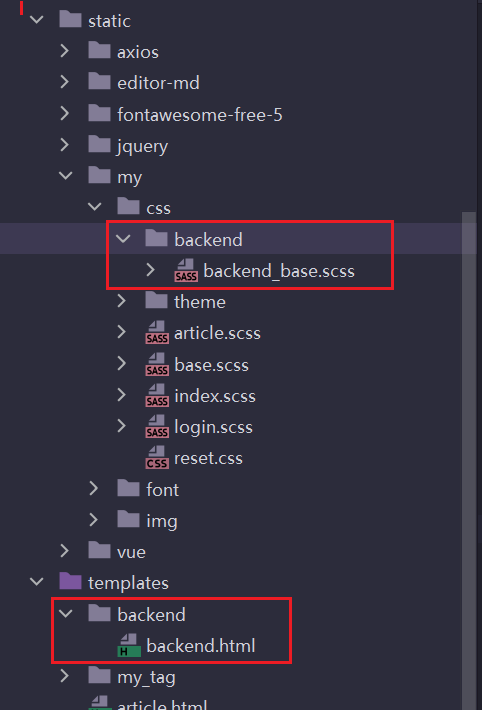 static
axios
editor-md
fontawesome-free-5
jquery
my
css
backend
SASS backend_base.scss
theme
SASS article.scss
SASS base.scss
SASS index.scss
SASS login.scss
CSS reset.css
font
img
vue
templates
backend
H backend.html
my_tag
article.html